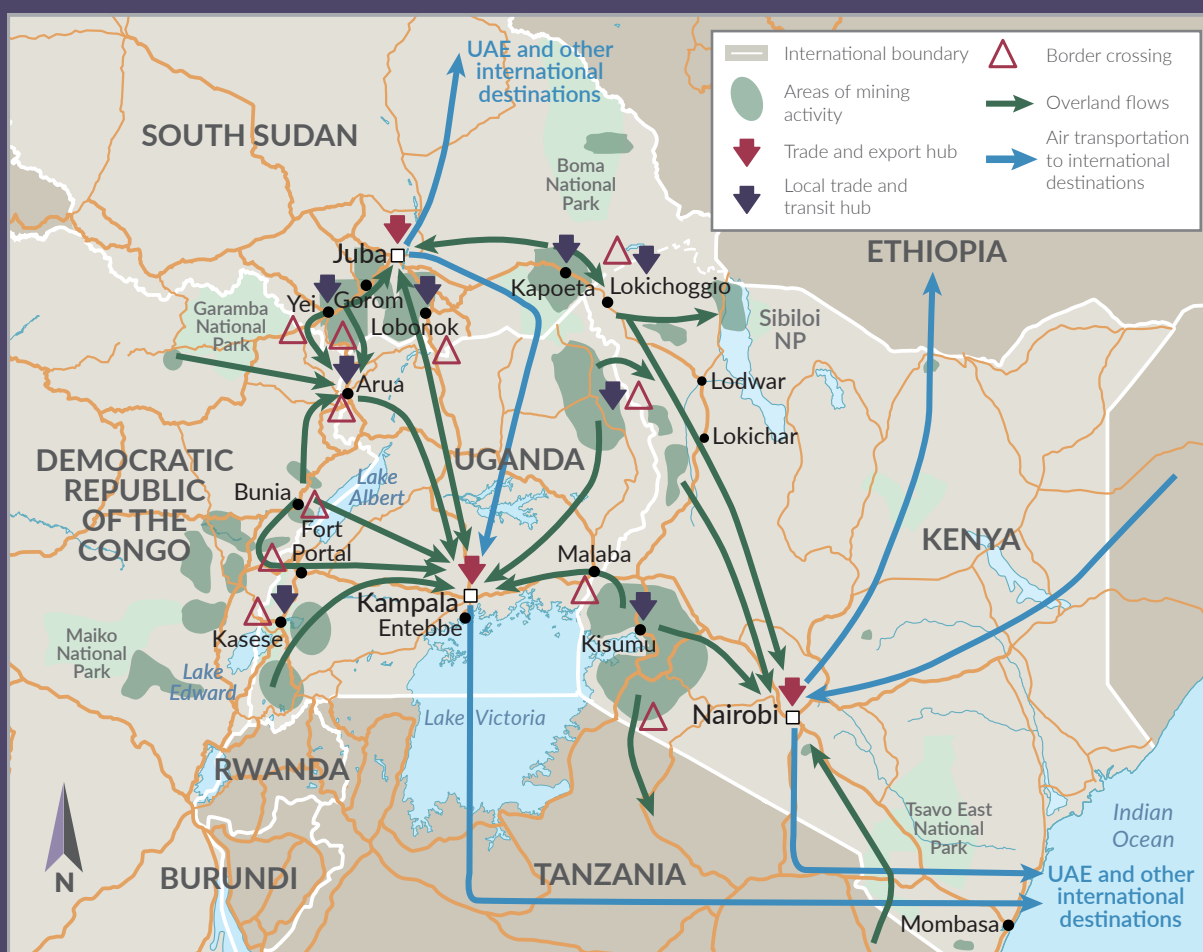 UAE and other
international
destinations
International boundary
Areas of mining
activity
Trade and export hub
Local trade and
transit hub
Border crossing
Overland flows
Air transportation
to international
destinations
SOUTH SUDAN
Boma
National
Park
ETHIOPIA
Juba
Kapoeta
Lokichoggio
Yei
Gorom
Lobonok
Garamba
National
Park
Sibiloi
NP
Arua
Lodwar
Lokichar
DEMOCRATIC
REPUBLIC
OF THE
CONGO
UGANDA
Lake
Albert
Bunia
Fort
Portal
KENYA
Malaba
Kampala
Entebbe
Kasese
Kisumu
Maiko
National
Park
Lake
Edward
Lake Victoria
Nairobi
RWANDA
Tsavo East
National
Park
Indian
Ocean
N
BURUNDI
TANZANIA
UAE and other
international
destinations
Mombasa